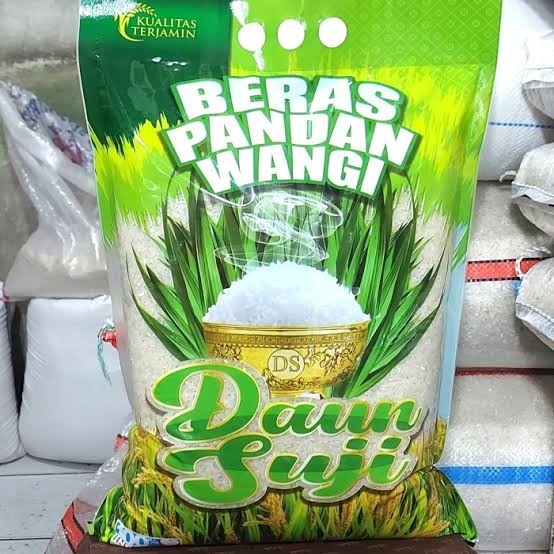 KUALITAS
TERJAMIN
BERAS
PANDAN
WANGI
DS
Daun
Suji